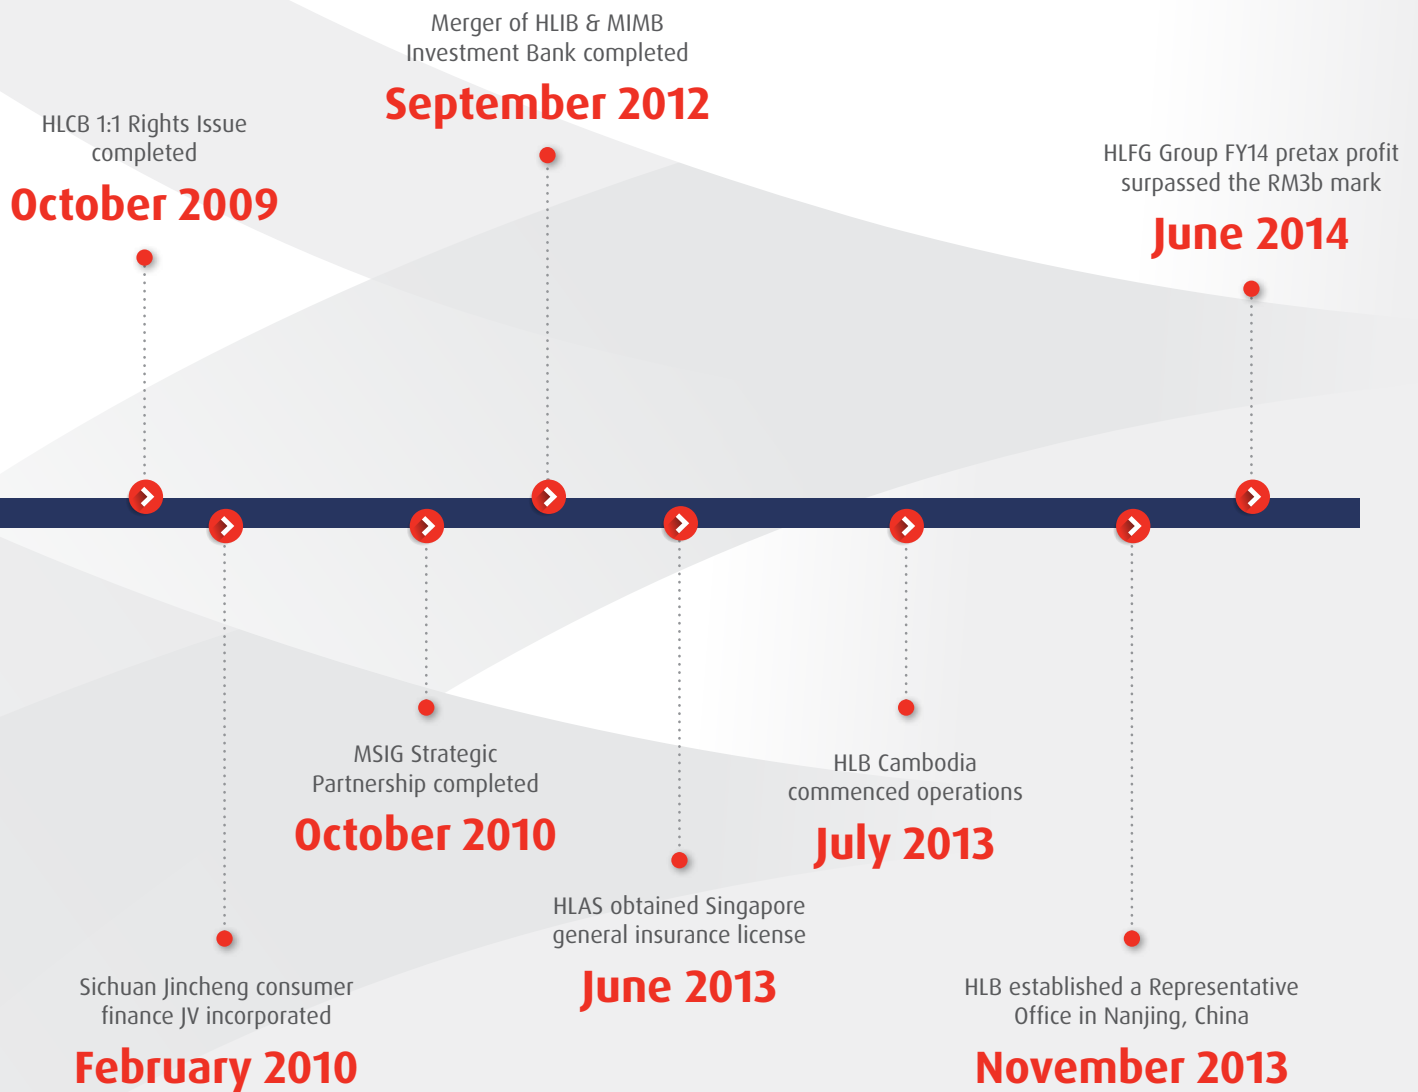 Merger of HLIB & MIMB
Investment Bank completed
September 2012
HLCB 1:1 Rights Issue
completed
October 2009
HLFG Group FY14 pretax profit
surpassed the RM3b mark
June 2014
MSIG Strategic
Partnership completed
October 2010
HLB Cambodia
commenced operations
July 2013
HLAS obtained Singapore
general insurance license
June 2013
Sichuan Jincheng consumer
finance JV incorporated
February 2010
HLB established a Representative
Office in Nanjing, China
November 2013